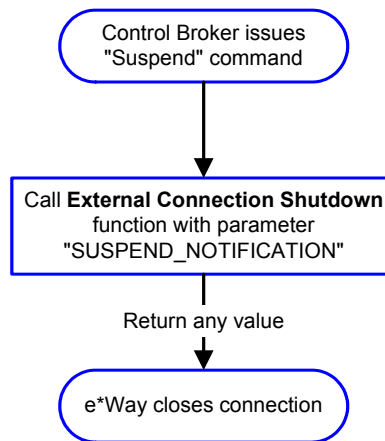 Control Broker issues
"Suspend" command
Call External Connection Shutdown
function with parameter
"SUSPEND_NOTIFICATION"
Return any value
e*Way closes connection